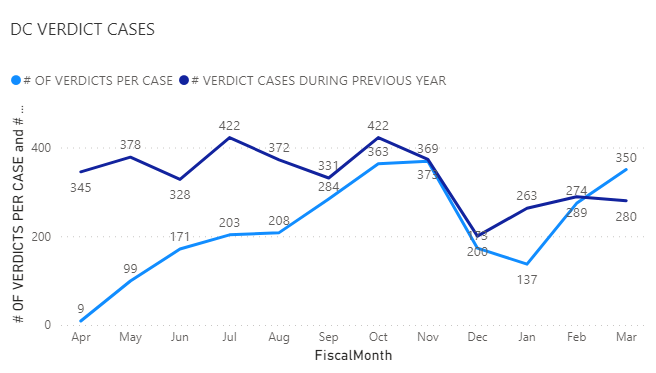 DC VERDICT CASES
# OF VERDICTS PER CASE # VERDICT CASES DURING PREVIOUS YEAR
# OF VERDICTS PER CASE and # ...
400
200
0
345 378 328 422 372 331 422 369 200 263 289 280
9 99 171 203 208 284 363 375 173 137 274 350
Apr May Jun Jul Aug Sep Oct Nov Dec Jan Feb Mar
FiscalMonth